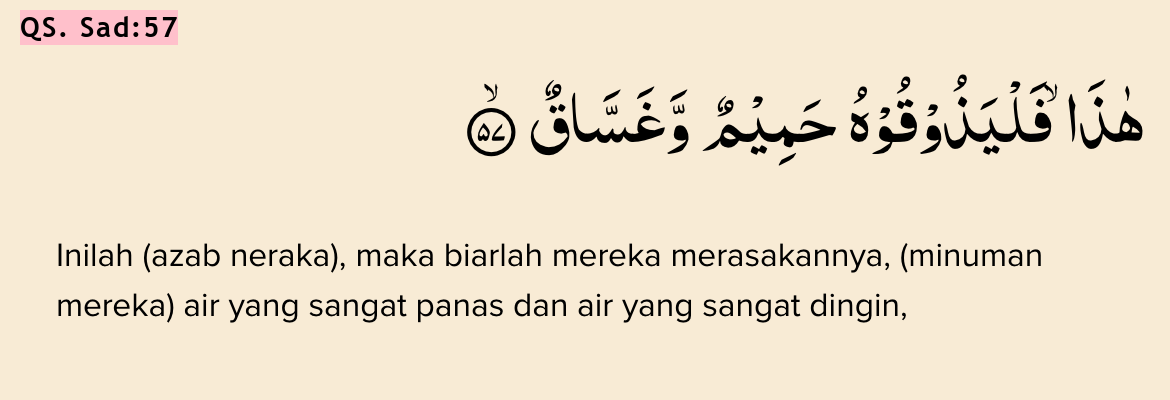 QS. Sad:57
هٰذَاۙ فَلْيَذُوْقُوْهُ حَمِيْمٌ وَّغَسَّاقٌۙ ۝٥٧
Inilah (azab neraka), maka biarlah mereka merasakannya, (minuman
mereka) air yang sangat panas dan air yang sangat dingin,